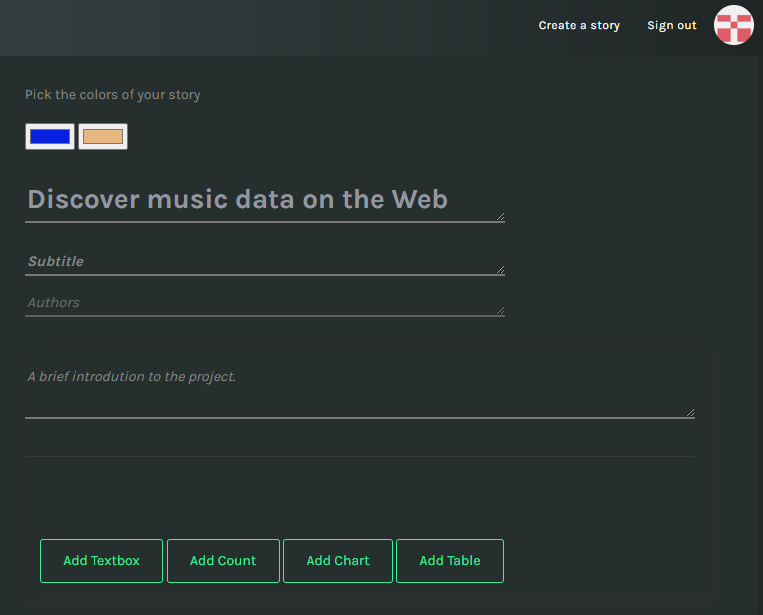 Create a story Sign out
Pick the colors of your story
Discover music data on the Web
Subtitle
Authors
A brief introdution to the project.
Add Textbox Add Count Add Chart Add Table